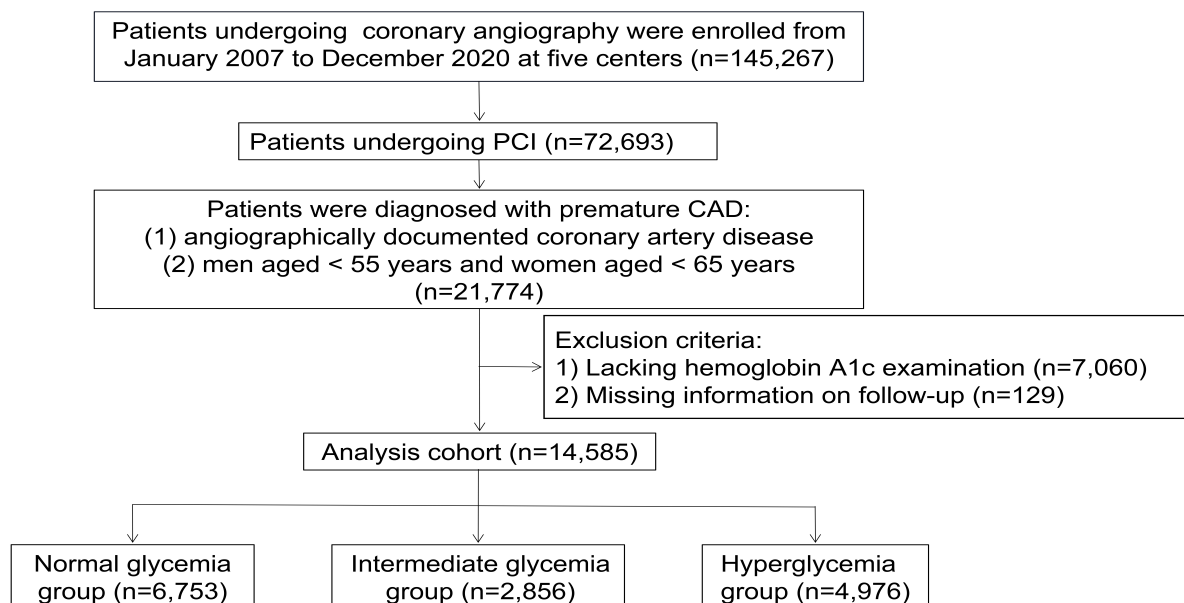 Patients undergoing coronary angiography were enrolled from
January 2007 to December 2020 at five centers (n=145,267)
Patients undergoing PCI (n=72,693)
Patients were diagnosed with premature CAD:
(1) angiographically documented coronary artery disease
(2) men aged < 55 years and women aged < 65 years
(n=21,774)
Exclusion criteria:
1) Lacking hemoglobin A1c examination (n=7,060)
2) Missing information on follow-up (n=129)
Analysis cohort (n=14,585)
Normal glycemia
group (n=6,753)
Intermediate glycemia
group (n=2,856)
Hyperglycemia
group (n=4,976)